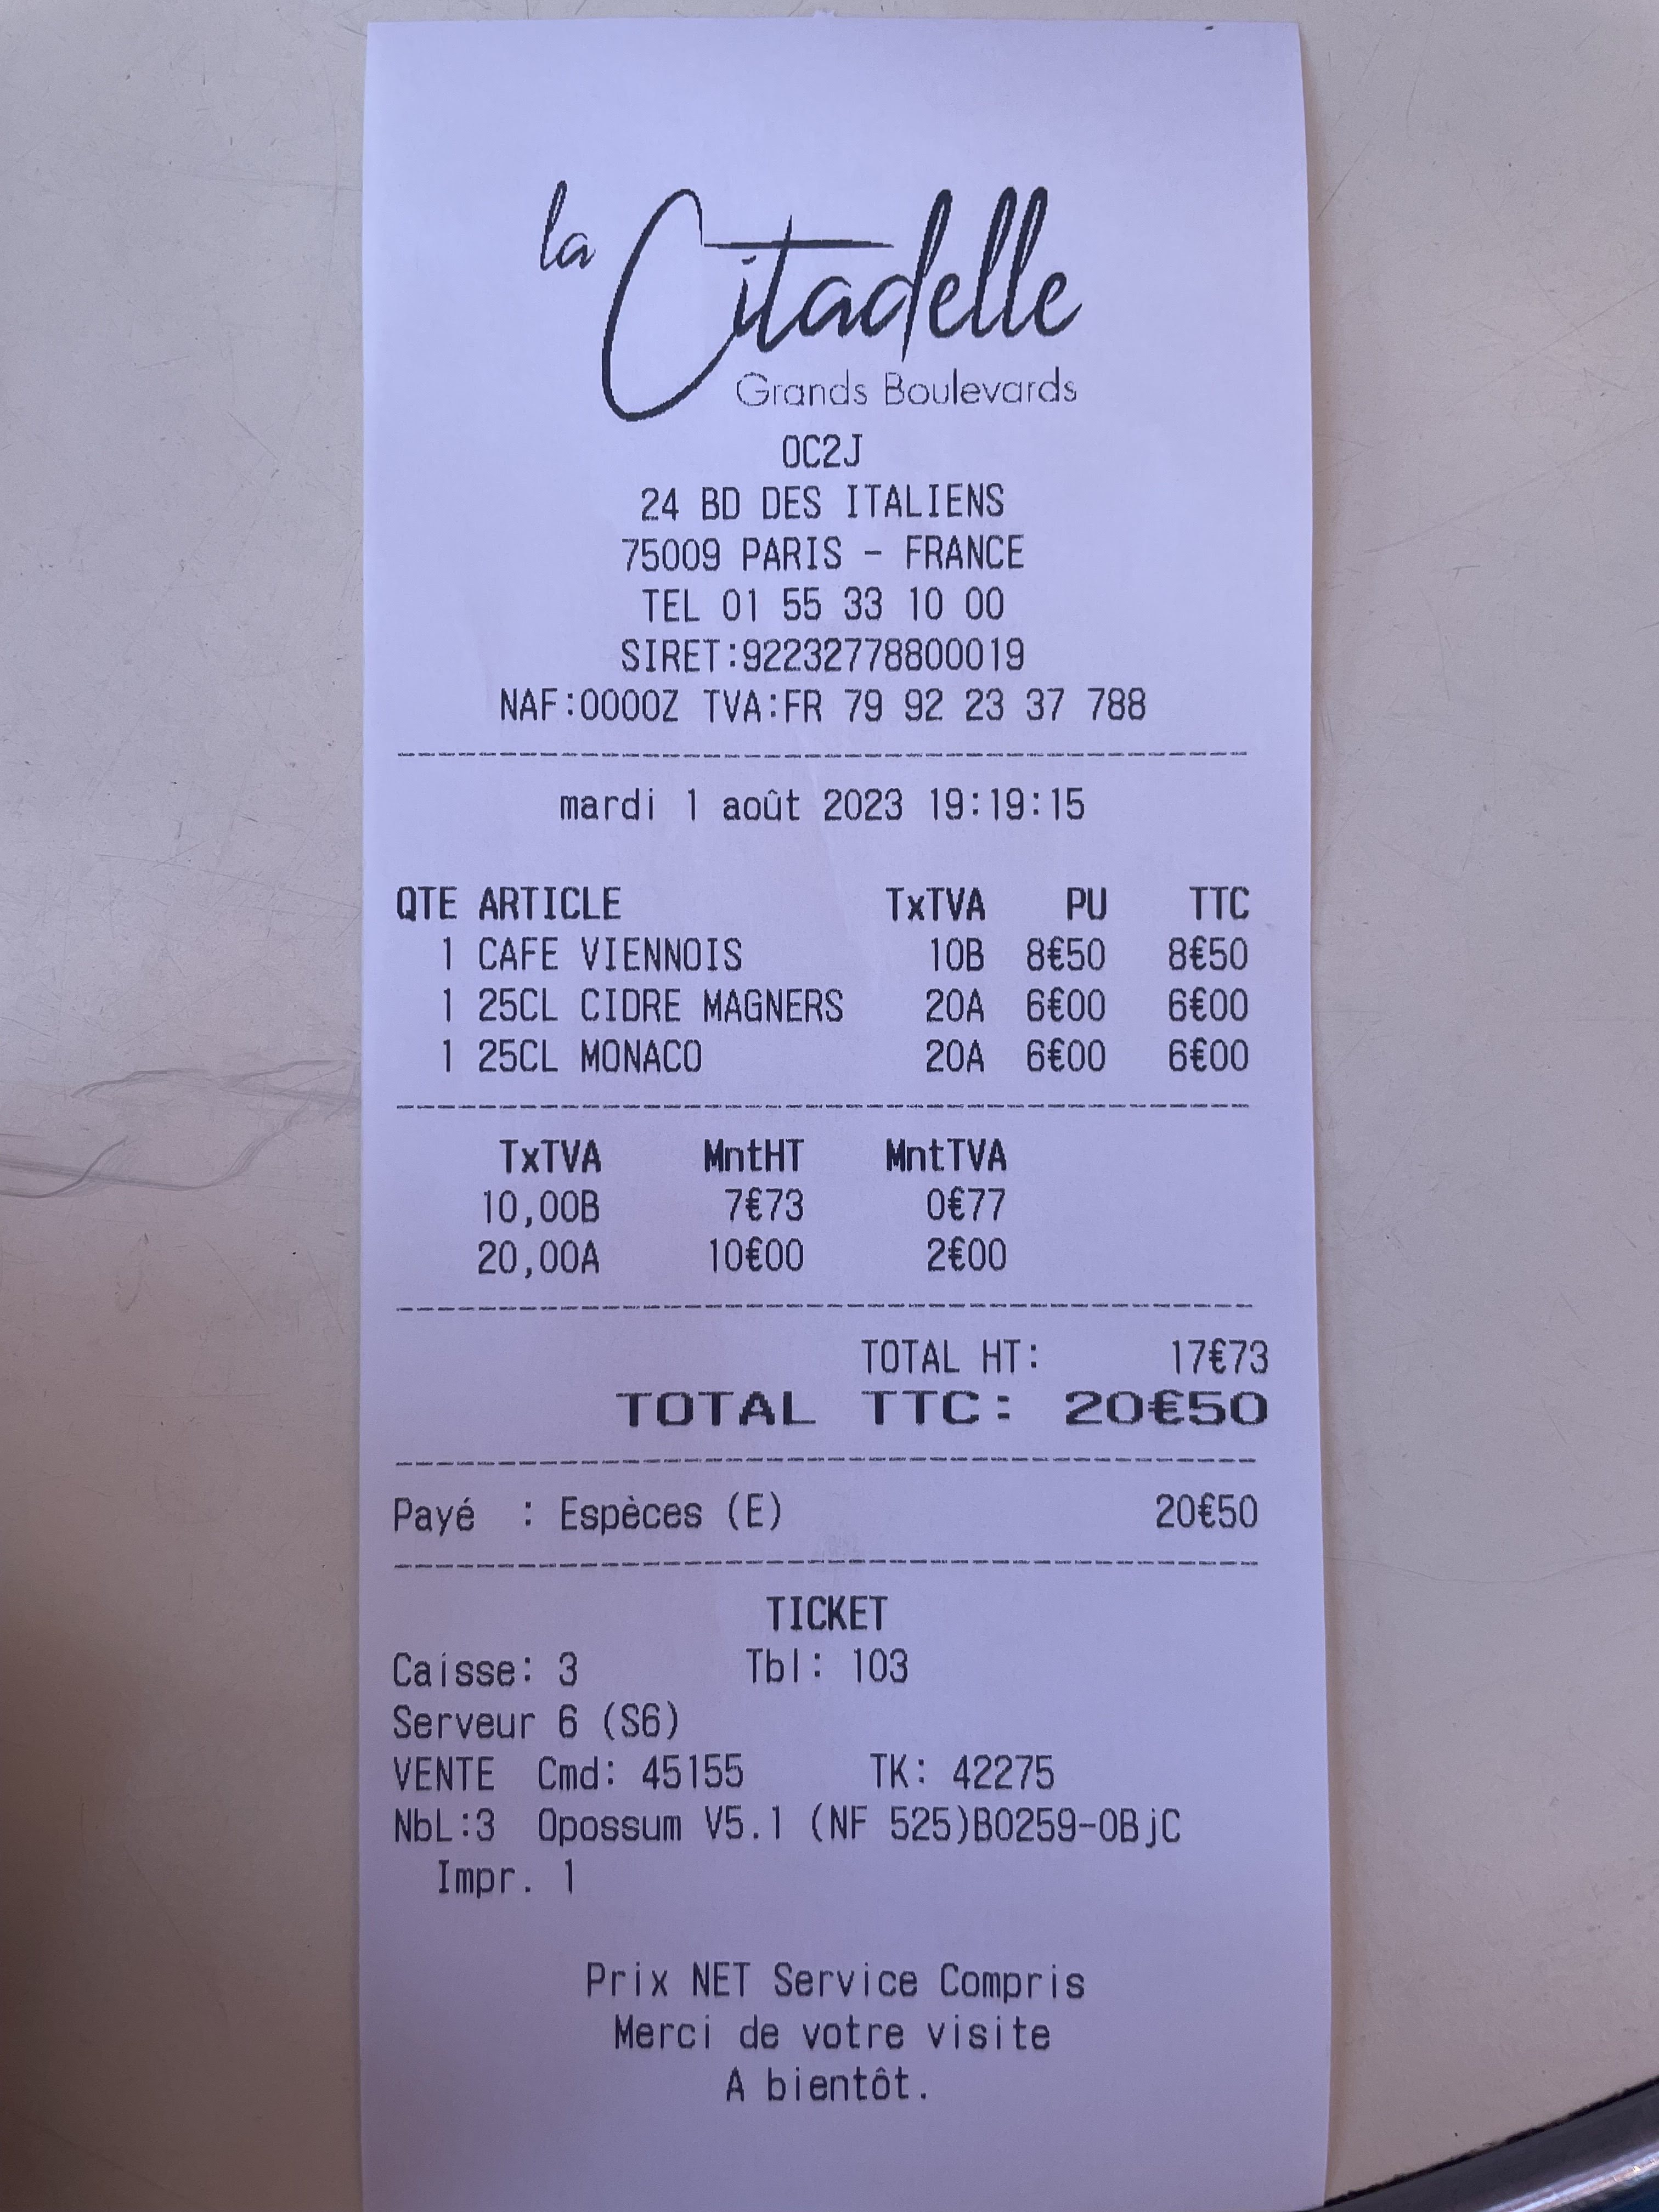 la Citadelle
Grands Boulevards
OC2J
24 BD DES ITALIENS
75009 PARIS - FRANCE
TEL 01 55 33 10 00
SIRET:92232778800019
NAF:0000Z TVA:FR 79 92 23 37 788
mardi 1 août 2023 19:19:15
QTE ARTICLE TxTVA PU TTC
1 CAFE VIENNOIS 10B 8€50 8€50
1 25CL CIDRE MAGNERS 20A 6€00 6€00
1 25CL MONACO 20A 6€00 6€00
TxTVA MntHT MntTVA
10,00B 7€73 0€77
20,00A 10€00 2€00
TOTAL HT: 17€73
TOTAL TTC: 20€50
Payé : Espèces (E) 20€50
TICKET
Caisse: 3 Tbl: 103
Serveur 6 (S6)
VENTE Cmd: 45155 TK: 42275
NbL:3 Opossum V5.1 (NF 525)B0259-OBjC
Impr. 1
Prix NET Service Compris
Merci de votre visite
A bientôt.